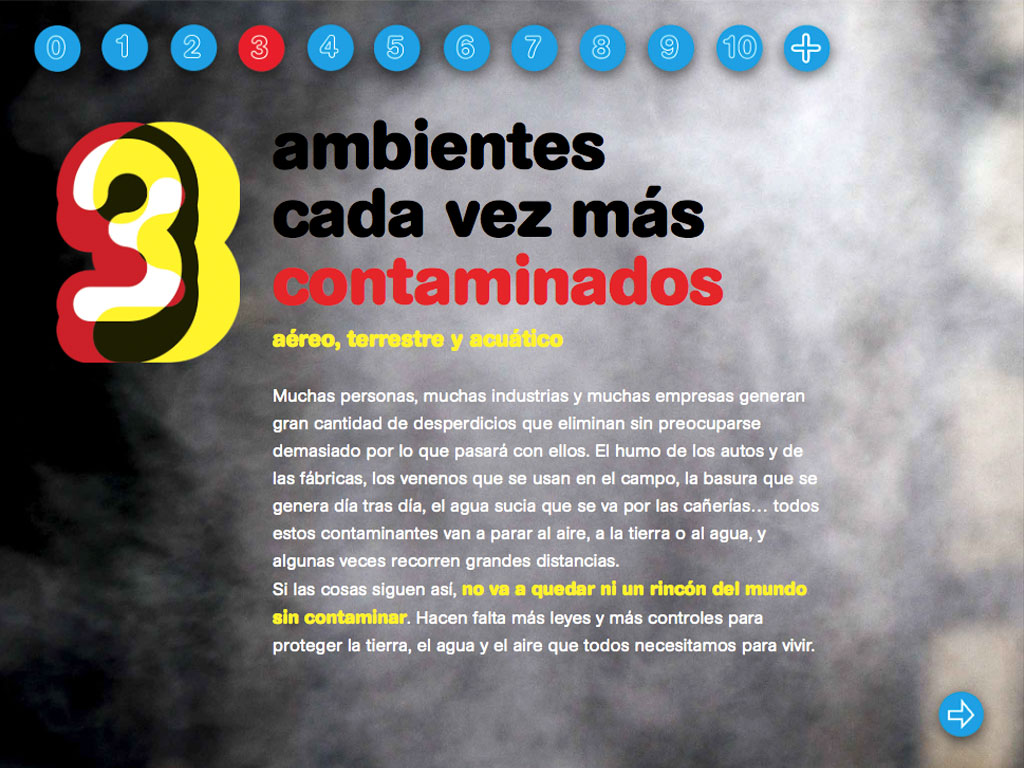 0 1 2 3 4 5 6 7 8 9 10 +
3
ambientes
cada vez más
contaminados
aéreo, terrestre y acuático
Muchas personas, muchas industrias y muchas empresas generan
gran cantidad de desperdicios que eliminan sin preocuparse
demasiado por lo que pasará con ellos. El humo de los autos y de
las fábricas, los venenos que se usan en el campo, la basura que se
genera día tras día, el agua sucia que se va por las cañerías… todos
estos contaminantes van a parar al aire, a la tierra o al agua, y
algunas veces recorren grandes distancias.
Si las cosas siguen así, no va a quedar ni un rincón del mundo
sin contaminar. Hacen falta más leyes y más controles para
proteger la tierra, el agua y el aire que todos necesitamos para vivir.